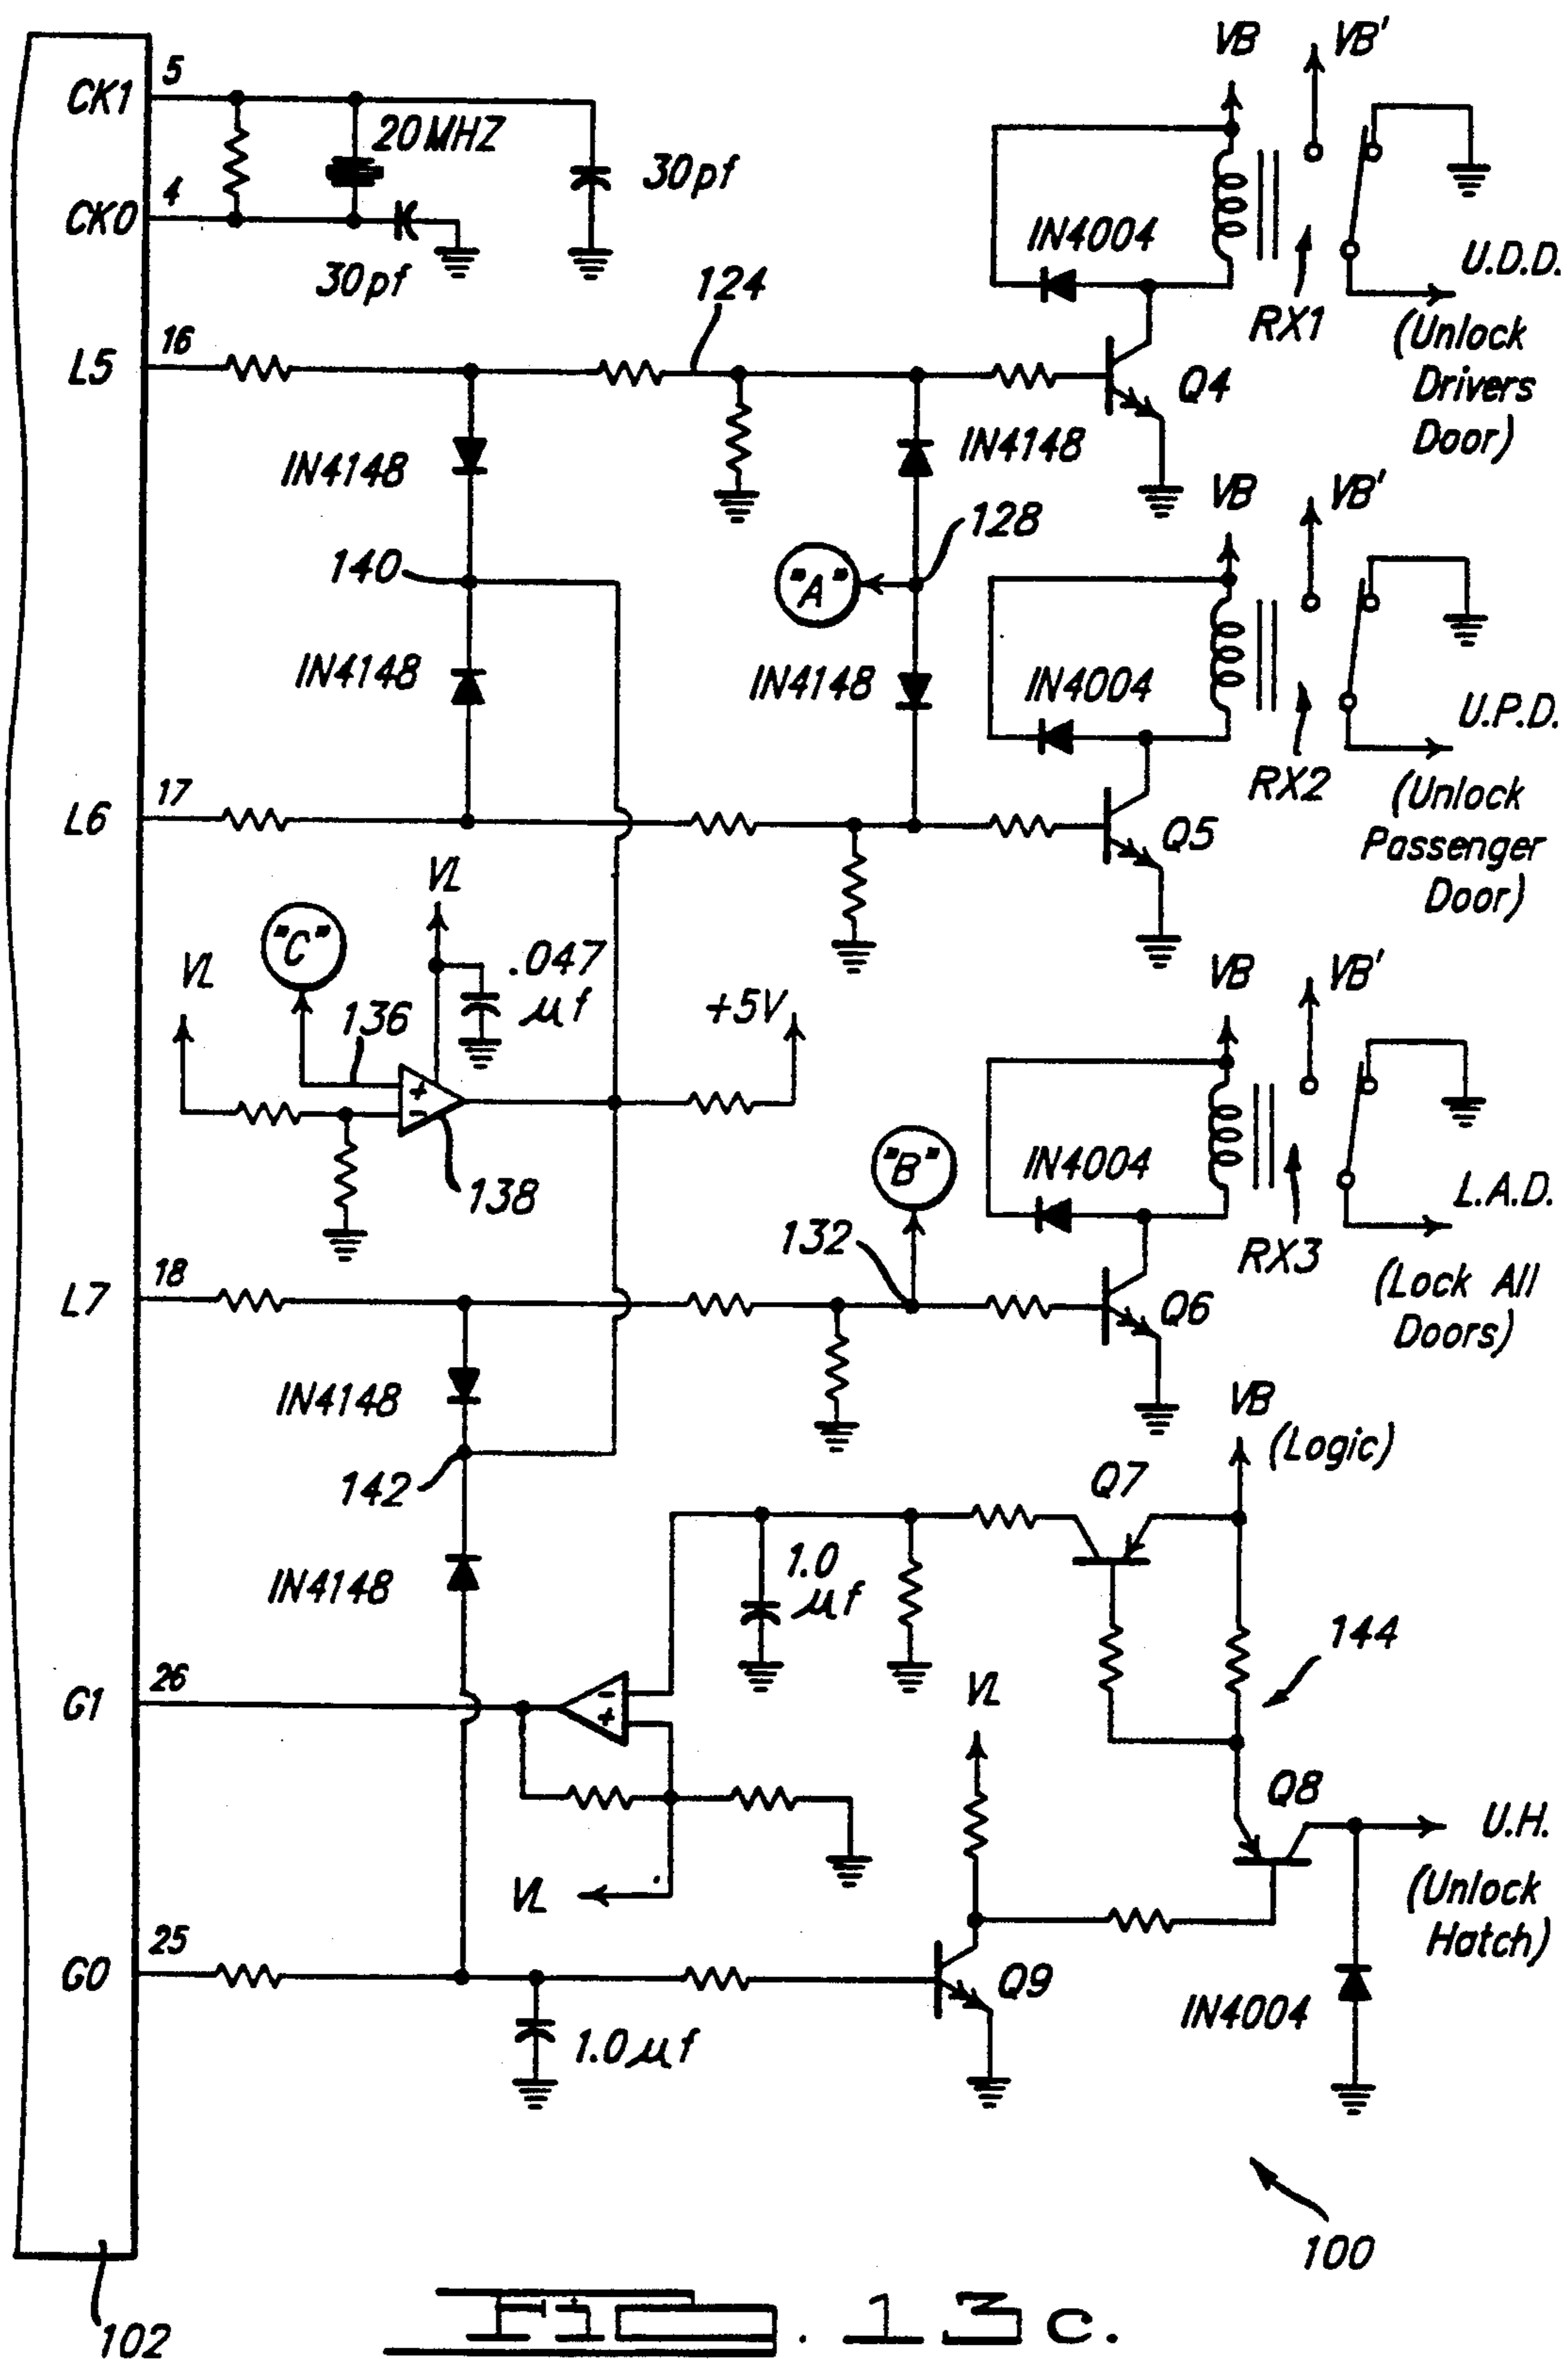 VB VB'
5
CK1
20 MHZ
30pf
4
CK0
30pf
IN4004
U.D.D.
RX1
(Unlock
Drivers
Door)
124
16
L5
Q4
IN4148
IN4148
VB VB'
128
140
"A"
IN4148
IN4148
IN4004
U.P.D.
RX2
(Unlock
Passenger
Door)
17
L6
Q5
VL
"C"
.047
μf
VL
136
+5V
VB VB'
+
-
138
"B"
IN4004
L.A.D.
132
RX3
(Lock All
Doors)
18
L7
Q6
IN4148
VB
(Logic)
142
Q7
IN4148
1.0
μf
144
26
G1
-
+
VL
Q8
U.H.
(Unlock
Hatch)
VL
25
G0
Q9
IN4004
1.0 μf
100
102
FIG. 13c.